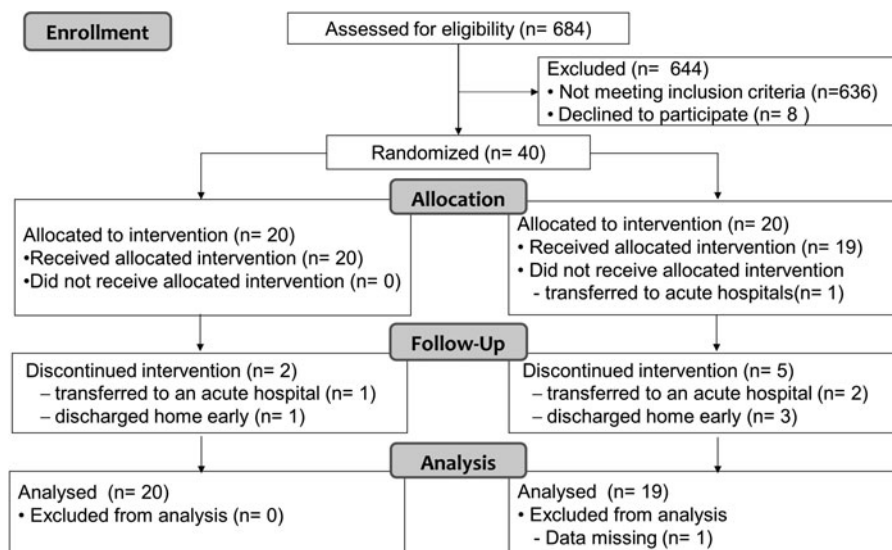 Enrollment
Assessed for eligibility (n= 684)
Excluded (n=  644)
• Not meeting inclusion criteria (n=636)
• Declined to participate (n= 8 )
Randomized (n= 40)
Allocation
Allocated to intervention (n= 20)
•Received allocated intervention (n= 20)
•Did not receive allocated intervention (n= 0)
Allocated to intervention (n= 20)
• Received allocated intervention (n= 19)
• Did not receive allocated intervention
- transferred to acute hospitals(n= 1)
Follow-Up
Discontinued intervention (n= 2)
– transferred to an acute hospital (n= 1)
– discharged home early (n= 1)
Discontinued intervention (n= 5)
– transferred to an acute hospital (n= 2)
– discharged home early (n= 3)
Analysis
Analysed  (n= 20)
• Excluded from analysis (n= 0)
Analysed  (n= 19)
• Excluded from analysis
- Data missing (n= 1)